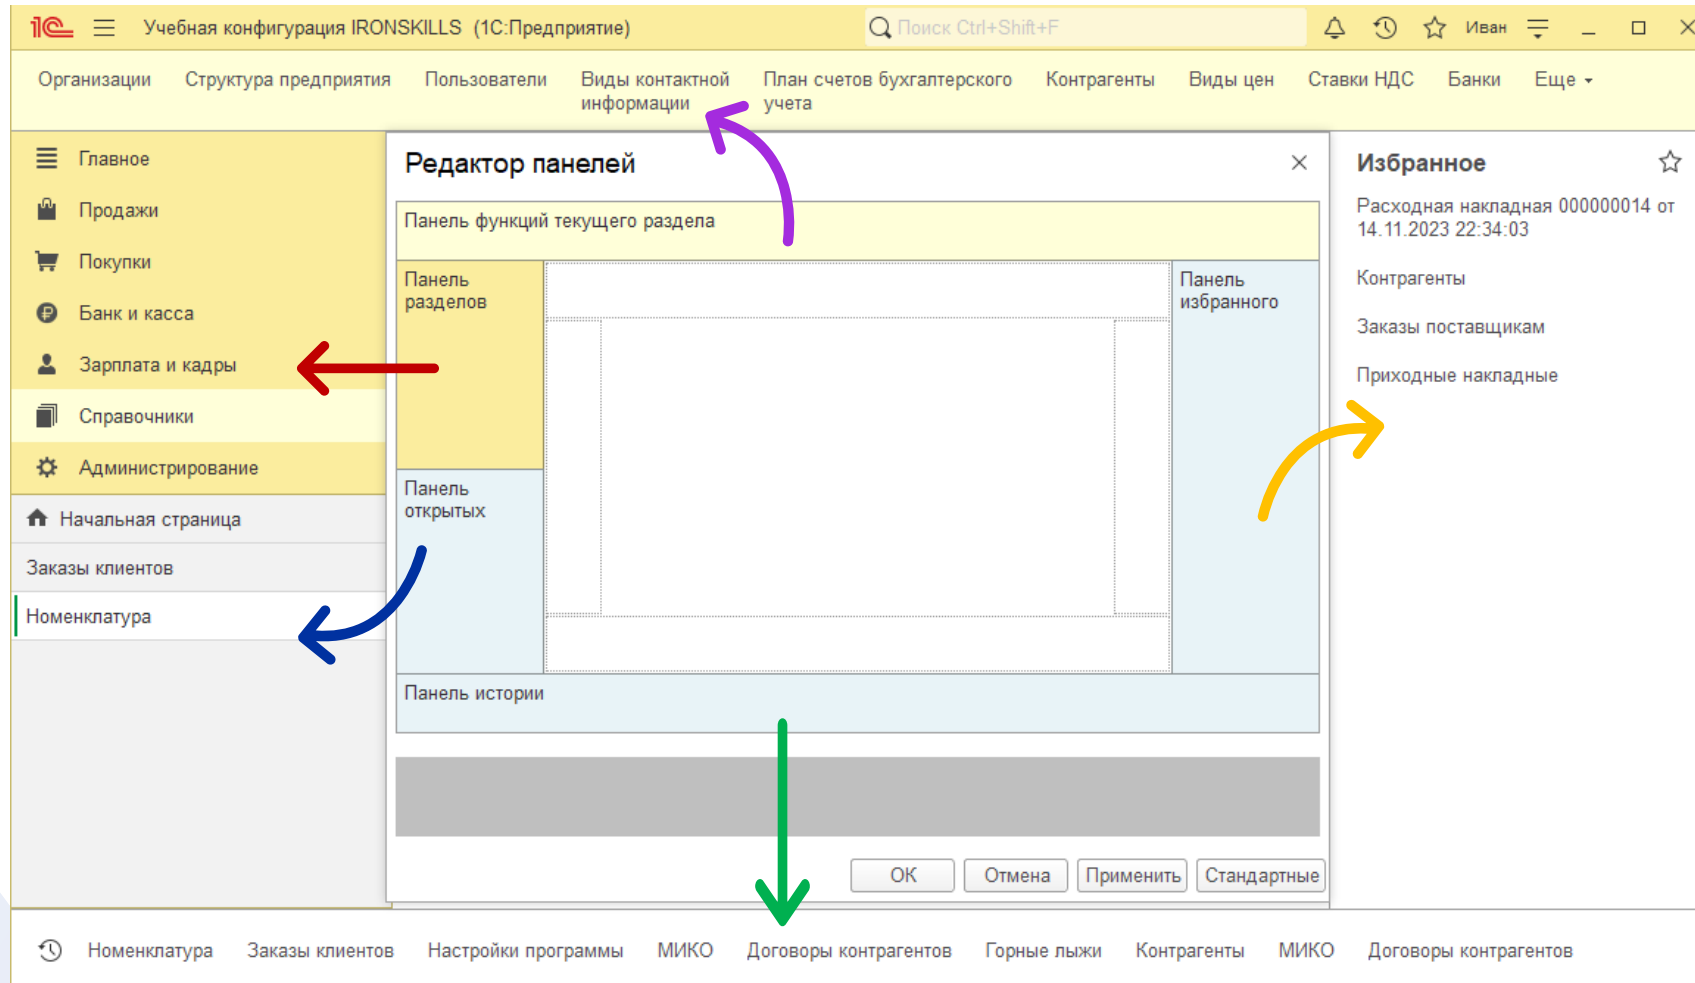 1С Учебная конфигурация IRONSKILLS (1С:Предприятие) Поиск Ctrl+Shift+F Иван
Организации Структура предприятия Пользователи Виды контактной информации План счетов бухгалтерского учета Контрагенты Виды цен Ставки НДС Банки Еще
Главное
Продажи
Покупки
Банк и касса
Зарплата и кадры
Справочники
Администрирование
Начальная страница
Заказы клиентов
Номенклатура
Редактор панелей
Панель функций текущего раздела
Панель
разделов
Панель
избранного
Панель
открытых
Панель истории
ОК Отмена Применить Стандартные
Избранное
Расходная накладная 000000014 от
14.11.2023 22:34:03
Контрагенты
Заказы поставщикам
Приходные накладные
Номенклатура Заказы клиентов Настройки программы МИКО Договоры контрагентов Горные лыжи Контрагенты МИКО Договоры контрагентов